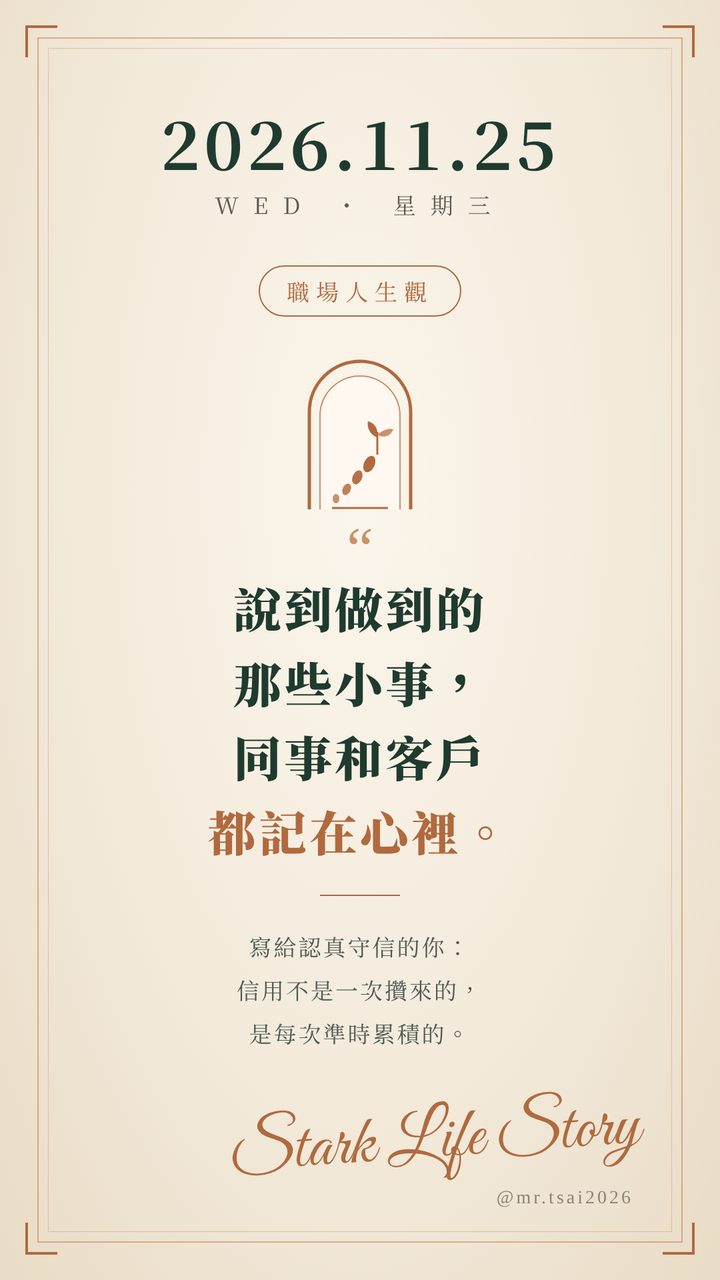 2026.11.25
WED · 星期三
職場人生觀
“
說到做到的
那些小事，
同事和客戶
都記在心裡。
寫給認真守信的你：
信用不是一次攢來的，
是每次準時累積的。
Stark Life Story
@mr.tsai2026